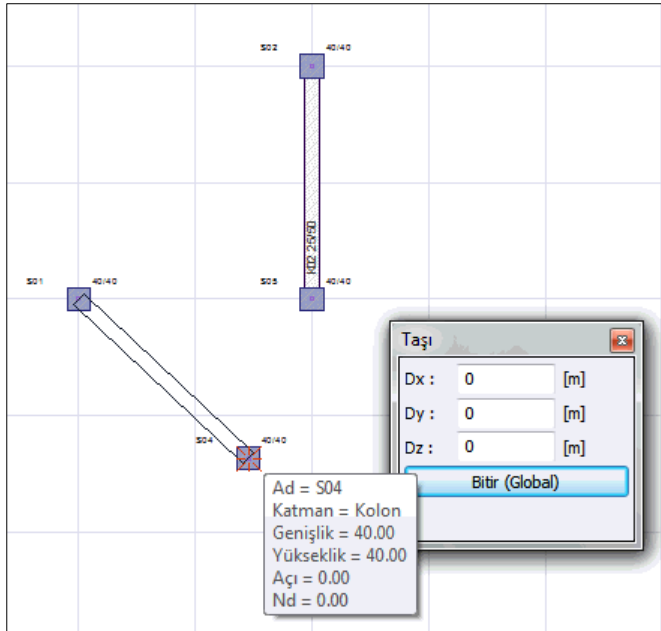 S02 40/40
K02 25/50
S01 40/40 S05 40/40
Taşı
Dx : 0 [m]
Dy : 0 [m]
Dz : 0 [m]
Bitir (Global)
S04 40/40
Ad = S04
Katman = Kolon
Genişlik = 40.00
Yükseklik = 40.00
Açı = 0.00
Nd = 0.00